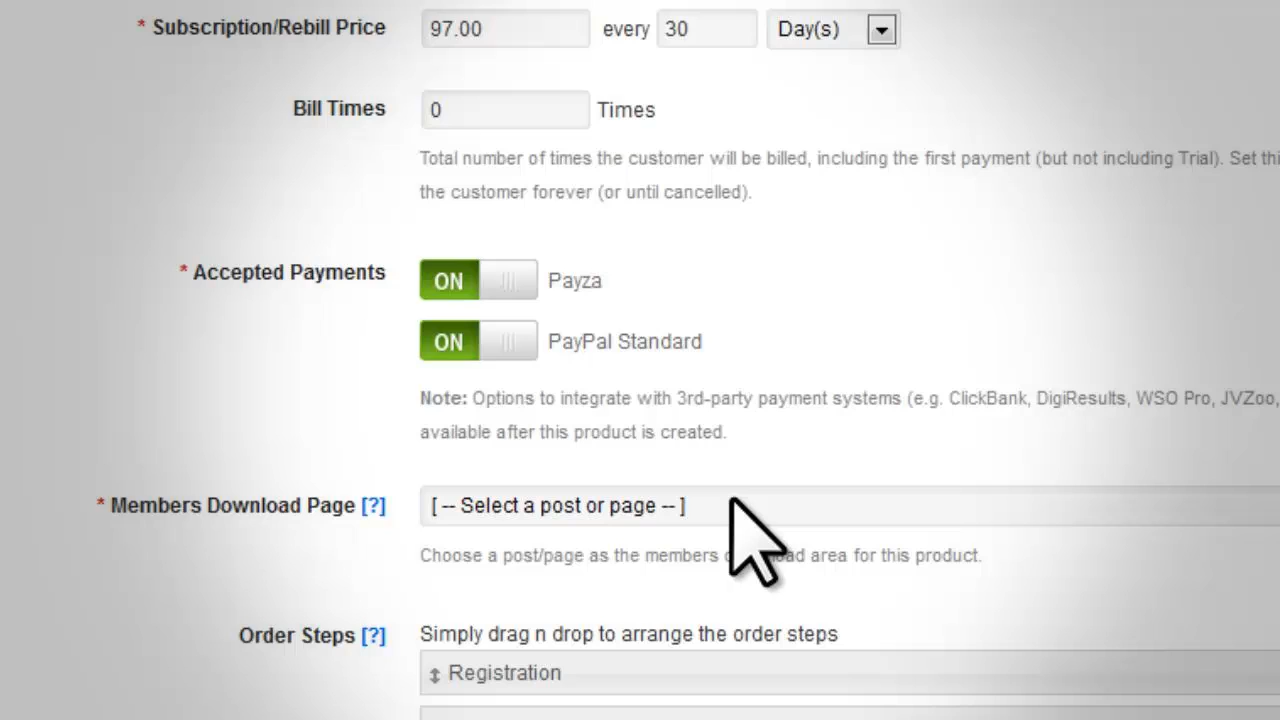 * Subscription/Rebill Price 97.00 every 30 Day(s)
Bill Times 0 Times
Total number of times the customer will be billed, including the first payment (but not including Trial). Set
the customer forever (or until cancelled).
* Accepted Payments ON Payza
ON PayPal Standard
Note: Options to integrate with 3rd-party payment systems (e.g. ClickBank, DigiResults, WSO Pro, JVZoo,
available after this product is created.
* Members Download Page [?] [ -- Select a post or page -- ]
Choose a post/page as the members area for this product.
Order Steps [?] Simply drag n drop to arrange the order steps
Registration